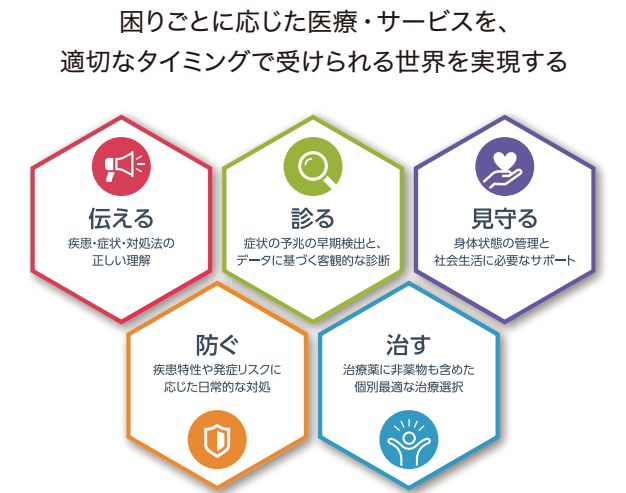 困りごとに応じた医療・サービスを、
適切なタイミングで受けられる世界を実現する
伝える
疾患・症状・対処法の
正しい理解
診る
症状の予兆の早期検出と、
データに基づく客観的な診断
見守る
身体状態の管理と
社会生活に必要なサポート
防ぐ
疾患特性や発症リスクに
応じた日常的な対処
治す
治療薬に非薬物も含めた
個別最適な治療選択